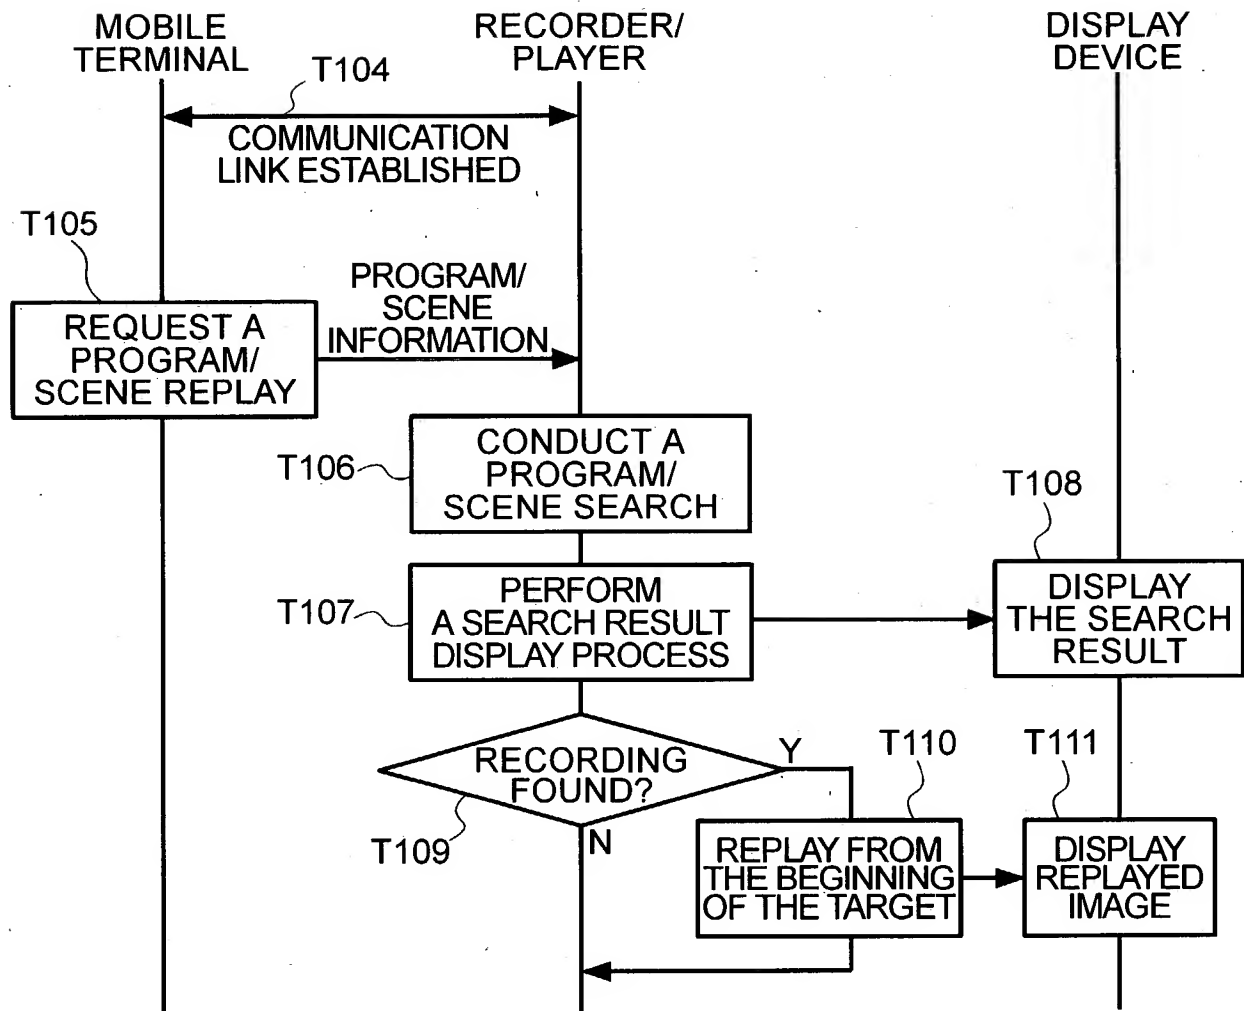 MOBILE
TERMINAL
RECORDER/
PLAYER
DISPLAY
DEVICE
T104
COMMUNICATION
LINK ESTABLISHED
T105
REQUEST A
PROGRAM/
SCENE REPLAY
PROGRAM/
SCENE
INFORMATION
T106
CONDUCT A
PROGRAM/
SCENE SEARCH
T107
PERFORM
A SEARCH RESULT
DISPLAY PROCESS
T108
DISPLAY
THE SEARCH
RESULT
RECORDING
FOUND?
T109
Y
N
T110
REPLAY FROM
THE BEGINNING
OF THE TARGET
T111
DISPLAY
REPLAYED
IMAGE